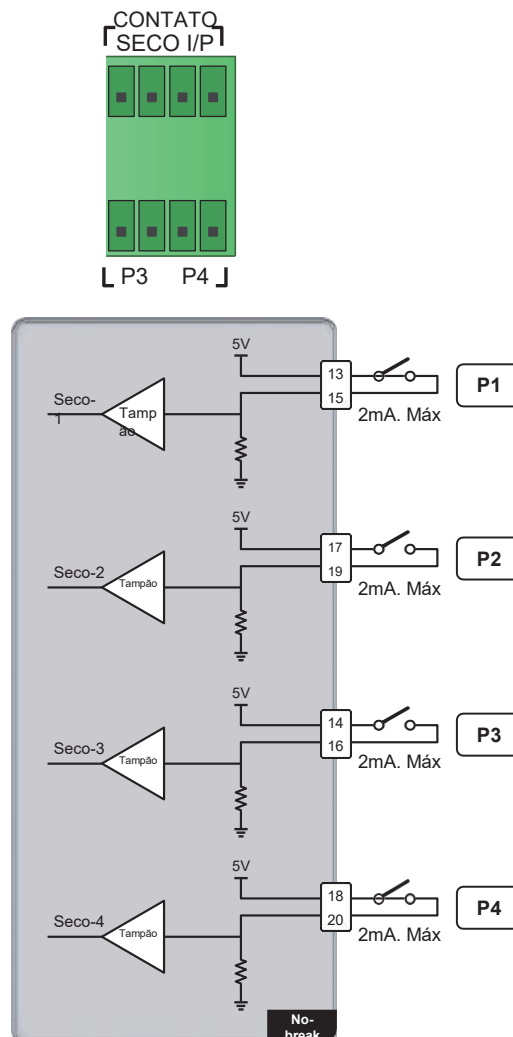 CONTATO
SECO I/P
P3 P4
5V
13
15
P1
2mA. Máx
Seco-
1
Tamp
ão
5V
17
19
P2
2mA. Máx
Seco-2
Tampão
5V
14
16
P3
2mA. Máx
Seco-3
Tampão
5V
18
20
P4
2mA. Máx
Seco-4
Tampão
No-
break